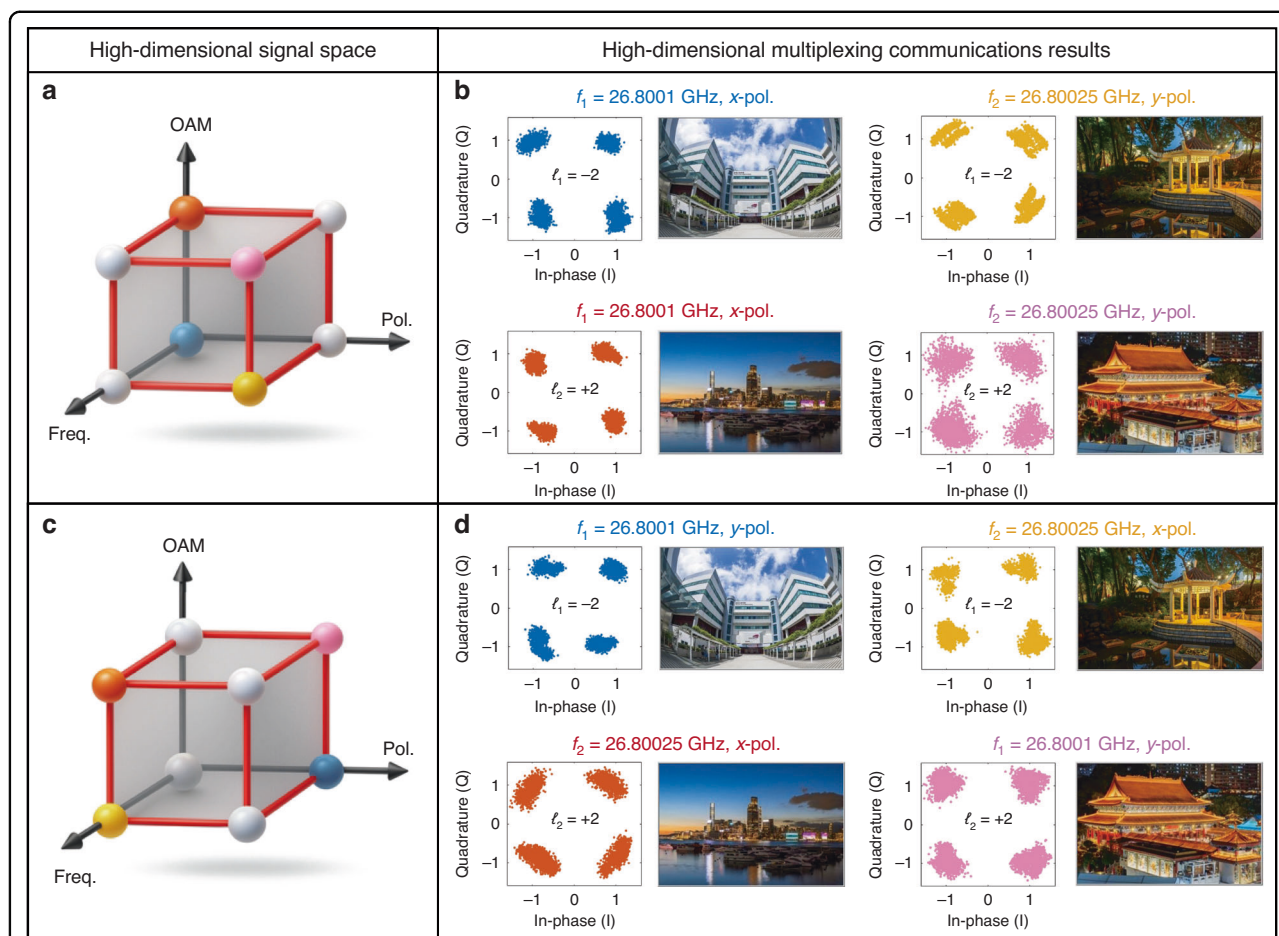 High-dimensional signal space
High-dimensional multiplexing communications results
a
OAM
Pol.
Freq.
b
f₁ = 26.8001 GHz, x-pol.
Quadrature (Q)
1
0
–1
ℓ₁ = –2
–1 0 1
In-phase (I)
f₂ = 26.80025 GHz, y-pol.
Quadrature (Q)
1
0
–1
ℓ₁ = –2
–1 0 1
In-phase (I)
f₁ = 26.8001 GHz, x-pol.
Quadrature (Q)
1
0
–1
ℓ₂ = +2
–1 0 1
In-phase (I)
f₂ = 26.80025 GHz, y-pol.
Quadrature (Q)
1
0
–1
ℓ₂ = +2
–1 0 1
In-phase (I)
c
OAM
Pol.
Freq.
d
f₁ = 26.8001 GHz, y-pol.
Quadrature (Q)
1
0
–1
ℓ₁ = –2
–1 0 1
In-phase (I)
f₂ = 26.80025 GHz, x-pol.
Quadrature (Q)
1
0
–1
ℓ₁ = –2
–1 0 1
In-phase (I)
f₂ = 26.80025 GHz, x-pol.
Quadrature (Q)
1
0
–1
ℓ₂ = +2
–1 0 1
In-phase (I)
f₁ = 26.8001 GHz, y-pol.
Quadrature (Q)
1
0
–1
ℓ₂ = +2
–1 0 1
In-phase (I)